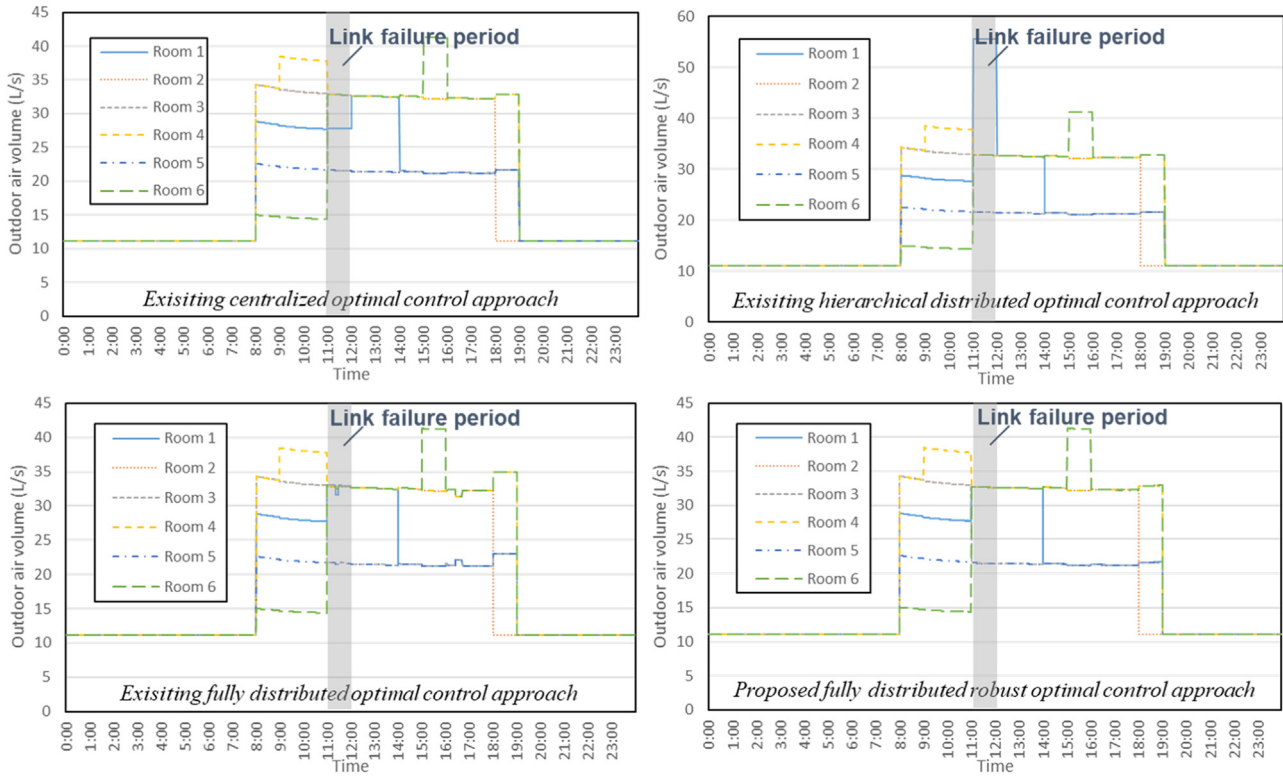 45
40
35
30
25
20
15
10
5
0
Outdoor air volume (L/s)
Room 1
Room 2
Room 3
Room 4
Room 5
Room 6
Link failure period
Exisiting centralized optimal control approach
0:00 1:00 2:00 3:00 4:00 5:00 6:00 7:00 8:00 9:00 10:00 11:00 12:00 13:00 14:00 15:00 16:00 17:00 18:00 19:00 20:00 21:00 22:00 23:00
Time
60
50
40
30
20
10
0
Outdoor air volume (L/s)
Room 1
Room 2
Room 3
Room 4
Room 5
Room 6
Link failure period
Exisiting hierarchical distributed optimal control approach
0:00 1:00 2:00 3:00 4:00 5:00 6:00 7:00 8:00 9:00 10:00 11:00 12:00 13:00 14:00 15:00 16:00 17:00 18:00 19:00 20:00 21:00 22:00 23:00
Time
45
40
35
30
25
20
15
10
5
0
Outdoor air volume (L/s)
Room 1
Room 2
Room 3
Room 4
Room 5
Room 6
Link failure period
Exisiting fully distributed optimal control approach
0:00 1:00 2:00 3:00 4:00 5:00 6:00 7:00 8:00 9:00 10:00 11:00 12:00 13:00 14:00 15:00 16:00 17:00 18:00 19:00 20:00 21:00 22:00 23:00
Time
45
40
35
30
25
20
15
10
5
0
Outdoor air volume (L/s)
Room 1
Room 2
Room 3
Room 4
Room 5
Room 6
Link failure period
Proposed fully distributed robust optimal control approach
0:00 1:00 2:00 3:00 4:00 5:00 6:00 7:00 8:00 9:00 10:00 11:00 12:00 13:00 14:00 15:00 16:00 17:00 18:00 19:00 20:00 21:00 22:00 23:00
Time